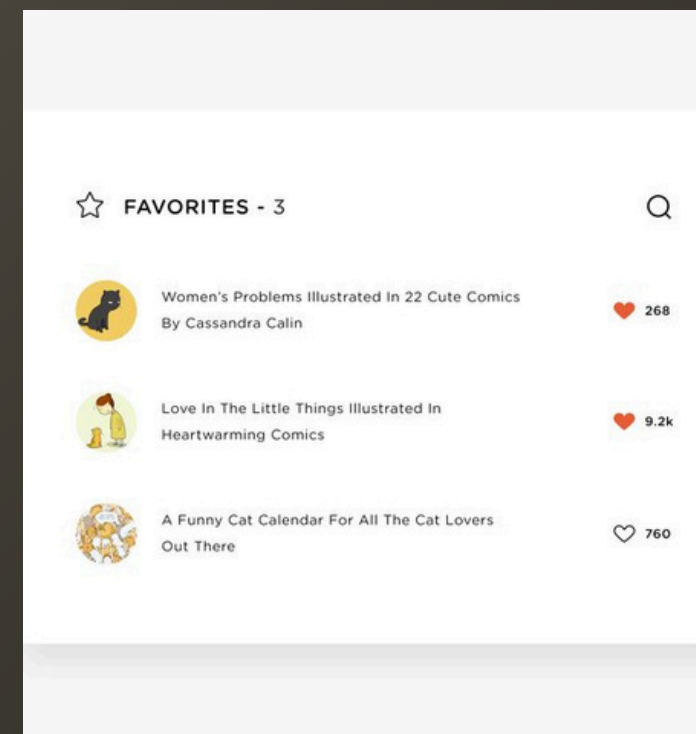 FAVORITES - 3
Women's Problems Illustrated In 22 Cute Comics
By Cassandra Calin
268
Love In The Little Things Illustrated In
Heartwarming Comics
9.2k
A Funny Cat Calendar For All The Cat Lovers
Out There
760